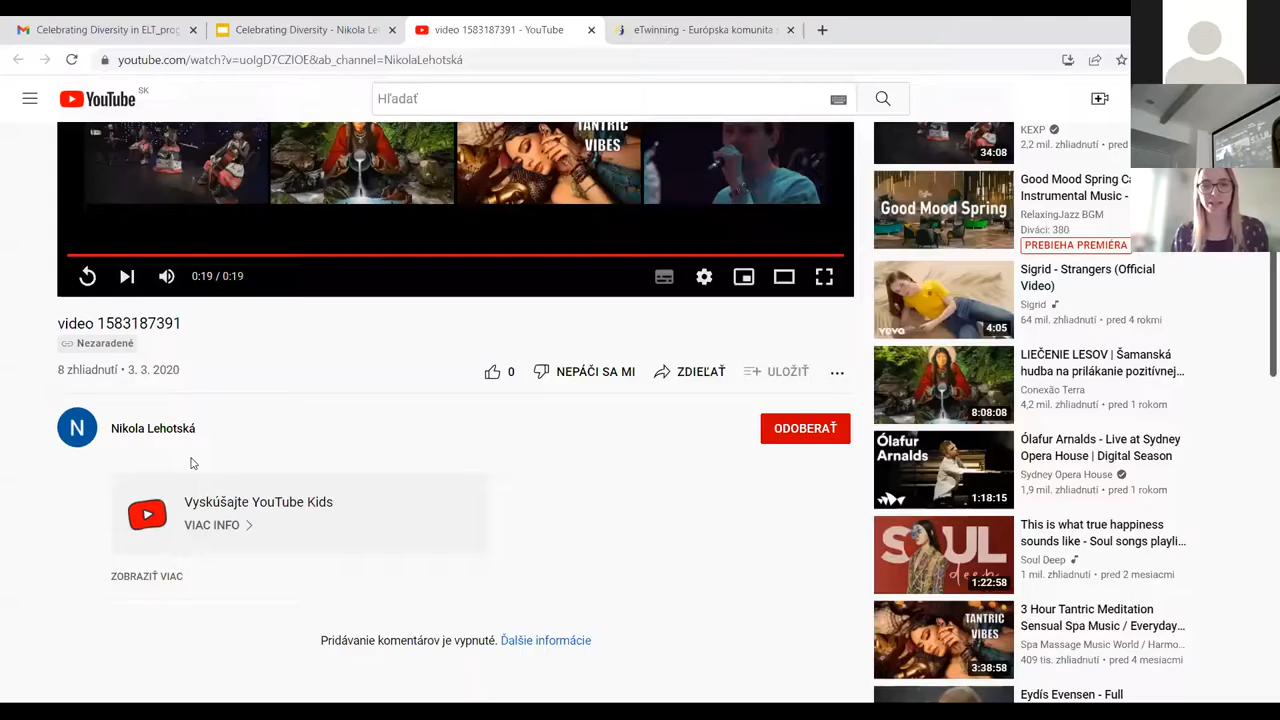 Celebrating Diversity in ELT_prog
Celebrating Diversity - Nikola Le
video 1583187391 - YouTube
eTwinning - Európska komunita s
youtube.com/watch?v=uoIgD7CZIOE&ab_channel=NikolaLehotská
YouTube SK
Hľadať
TANTRIC
VIBES
0:19 / 0:19
video 1583187391
Nezaradené
8 zhliadnutí • 3. 3. 2020
0
NEPÁČI SA MI
ZDIEĽAŤ
ULOŽIŤ
N
Nikola Lehotská
ODOBERAŤ
Vyskúšajte YouTube Kids
VIAC INFO
ZOBRAZIŤ VIAC
Pridávanie komentárov je vypnuté. Ďalšie informácie
34:08
KEXP
2,2 mil. zhliadnutí • pred
Good Mood Spring
Good Mood Spring Ca
Instrumental Music -
RelaxingJazz BGM
Diváci: 380
PREBIEHA PREMIÉRA
vevo
4:05
Sigrid - Strangers (Official
Video)
Sigrid
64 mil. zhliadnutí • pred 4 rokmi
8:08:08
LIEČENIE LESOV | Šamanská
hudba na prilákanie pozitívnej...
Conexão Terra
4,2 mil. zhliadnutí • pred 1 rokom
Ólafur
Arnalds
1:18:15
Ólafur Arnalds - Live at Sydney
Opera House | Digital Season
Sydney Opera House
1,9 mil. zhliadnutí • pred 1 rokom
SOUL
deep
1:22:58
This is what true happiness
sounds like - Soul songs playli...
Soul Deep
1 mil. zhliadnutí • pred 2 mesiacmi
TANTRIC
VIBES
3:38:58
3 Hour Tantric Meditation
Sensual Spa Music / Everyday...
Spa Massage Music World / Harmo...
409 tis. zhliadnutí • pred 4 mesiacmi
Eydís Evensen - Full